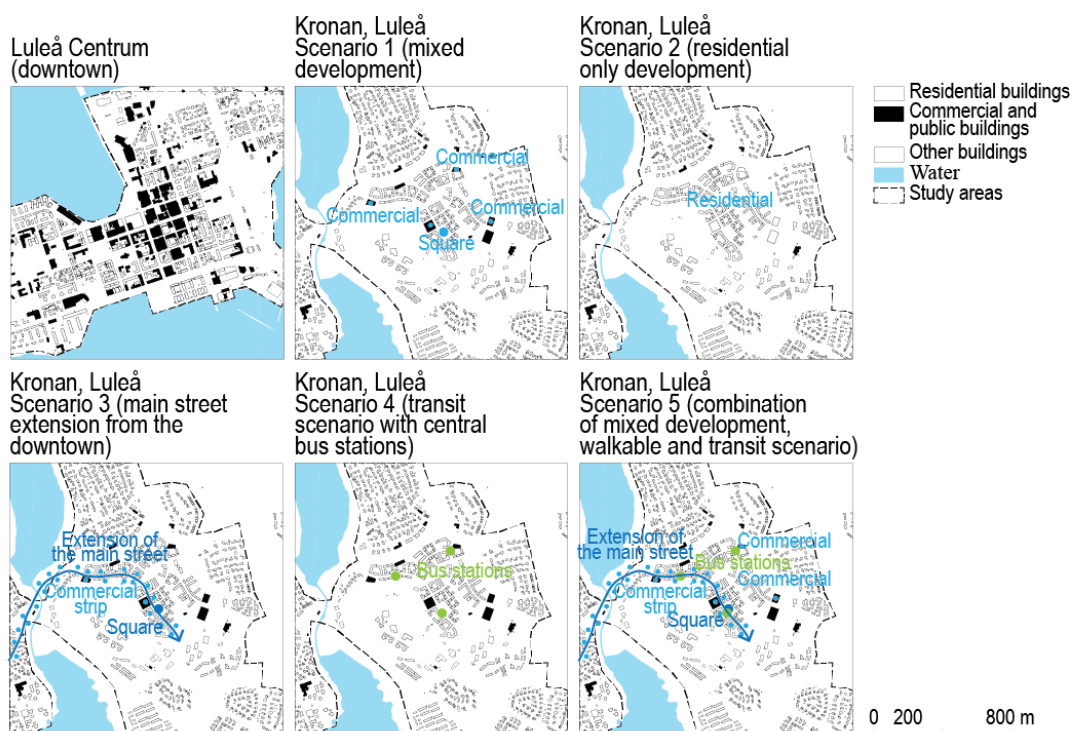 Luleå Centrum
(downtown)
Kronan, Luleå
Scenario 1 (mixed
development)
Commercial
Commercial
Commercial
Square
Kronan, Luleå
Scenario 2 (residential
only development)
Residential
Residential buildings
Commercial and
public buildings
Other buildings
Water
Study areas
Kronan, Luleå
Scenario 3 (main street
extension from the
downtown)
Extension of
the main street
Commercial
strip
Square
Kronan, Luleå
Scenario 4 (transit
scenario with central
bus stations)
Bus stations
Kronan, Luleå
Scenario 5 (combination
of mixed development,
walkable and transit scenario)
Extension of
the main street
Commercial
Bus stations
Commercial
Commercial
strip
Square
0 200 800 m